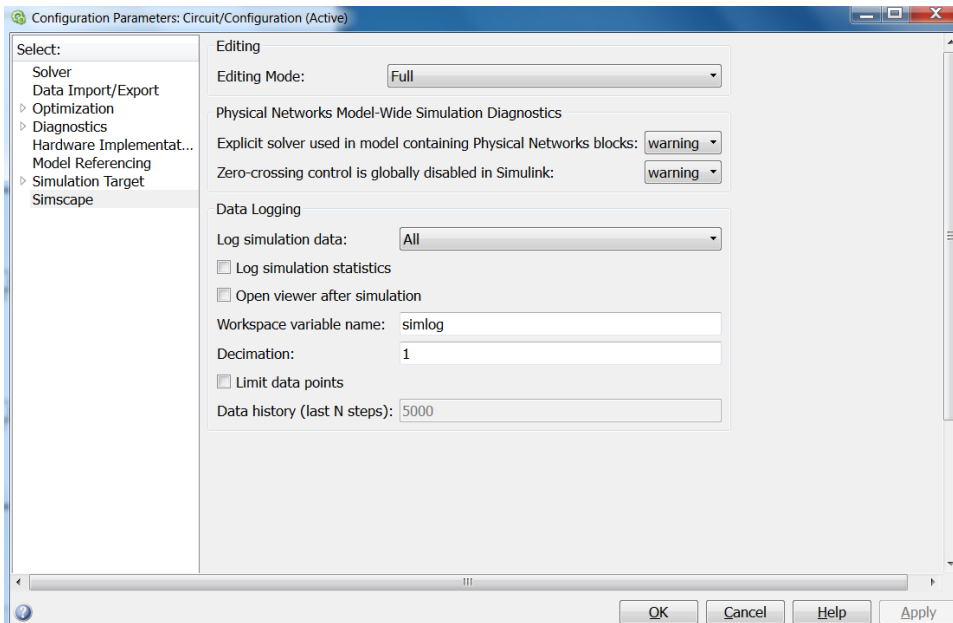 Configuration Parameters: Circuit/Configuration (Active)
Select:
Solver
Data Import/Export
Optimization
Diagnostics
Hardware Implementat...
Model Referencing
Simulation Target
Simscape
Editing
Editing Mode: Full
Physical Networks Model-Wide Simulation Diagnostics
Explicit solver used in model containing Physical Networks blocks: warning
Zero-crossing control is globally disabled in Simulink: warning
Data Logging
Log simulation data: All
Log simulation statistics
Open viewer after simulation
Workspace variable name: simlog
Decimation: 1
Limit data points
Data history (last N steps): 5000
OK Cancel Help Apply